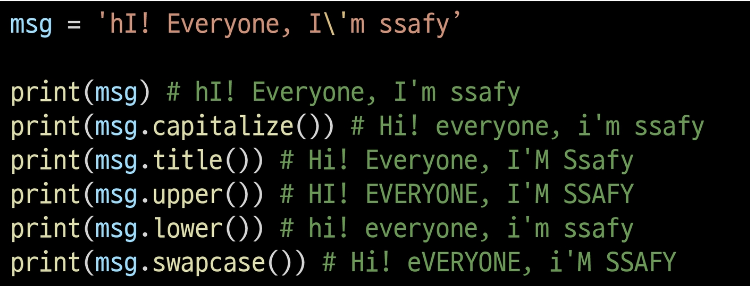 msg = 'hI! Everyone, I\'m ssafy’
print(msg) # hI! Everyone, I'm ssafy
print(msg.capitalize()) # Hi! everyone, i'm ssafy
print(msg.title()) # Hi! Everyone, I'M Ssafy
print(msg.upper()) # HI! EVERYONE, I'M SSAFY
print(msg.lower()) # hi! everyone, i'm ssafy
print(msg.swapcase()) # Hi! eVERYONE, i'M SSAFY